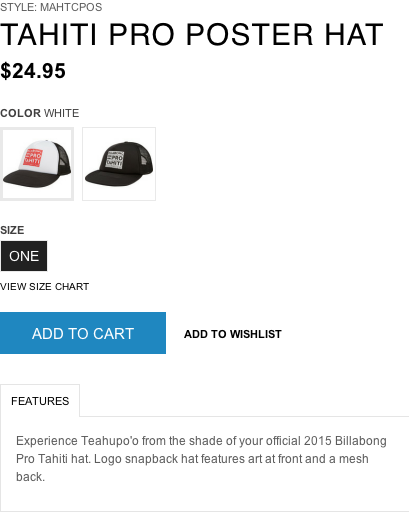 STYLE: MAHTCPOS
TAHITI PRO POSTER HAT
$24.95
COLOR WHITE
PRO
TAHITI
PRO
TAHITI
SIZE
ONE
VIEW SIZE CHART
ADD TO CART
ADD TO WISHLIST
FEATURES
Experience Teahupo'o from the shade of your official 2015 Billabong
Pro Tahiti hat. Logo snapback hat features art at front and a mesh
back.